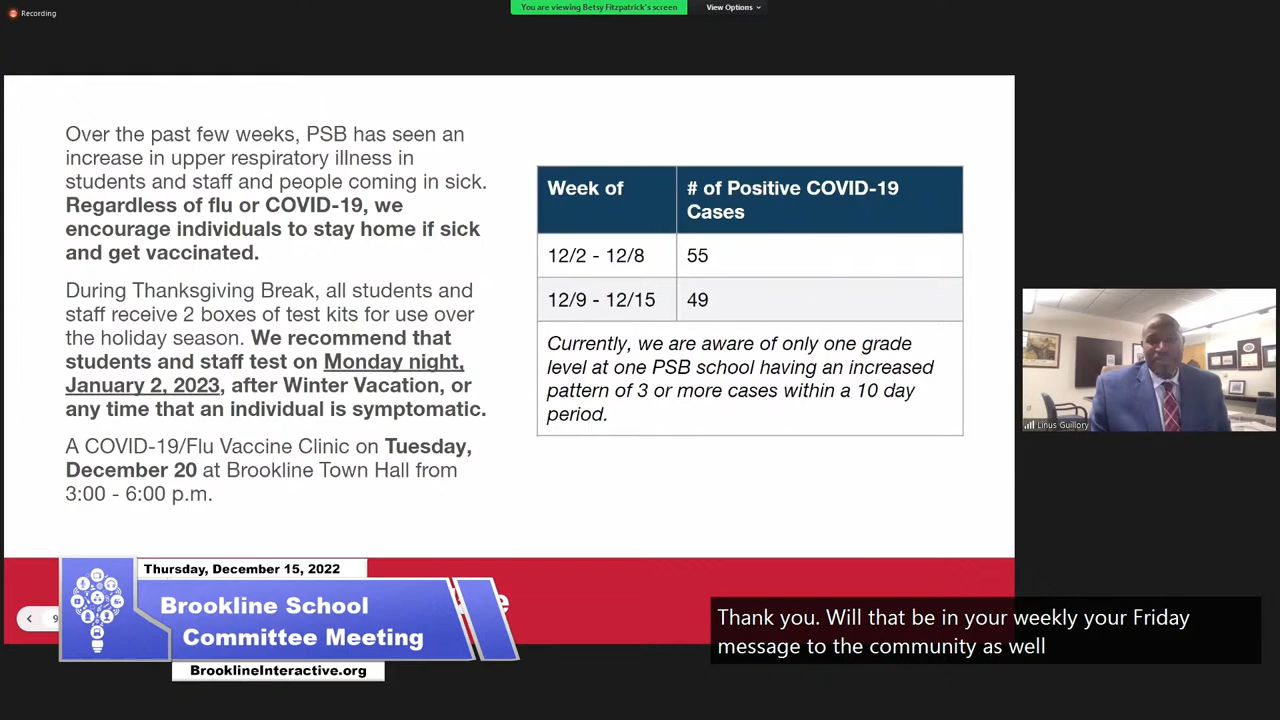 Recording
You are viewing Betsy Fitzpatrick's screen
View Options
Over the past few weeks, PSB has seen an
increase in upper respiratory illness in
students and staff and people coming in sick.
Regardless of flu or COVID-19, we
encourage individuals to stay home if sick
and get vaccinated.
During Thanksgiving Break, all students and
staff receive 2 boxes of test kits for use over
the holiday season. We recommend that
students and staff test on Monday night,
January 2, 2023, after Winter Vacation, or
any time that an individual is symptomatic.
A COVID-19/Flu Vaccine Clinic on Tuesday,
December 20 at Brookline Town Hall from
3:00 - 6:00 p.m.
Week of # of Positive COVID-19
Cases
12/2 - 12/8 55
12/9 - 12/15 49
Currently, we are aware of only one grade
level at one PSB school having an increased
pattern of 3 or more cases within a 10 day
period.
Linus Guillory
9
Thursday, December 15, 2022
Brookline School
Committee Meeting
BrooklineInteractive.org
Thank you. Will that be in your weekly your Friday
message to the community as well